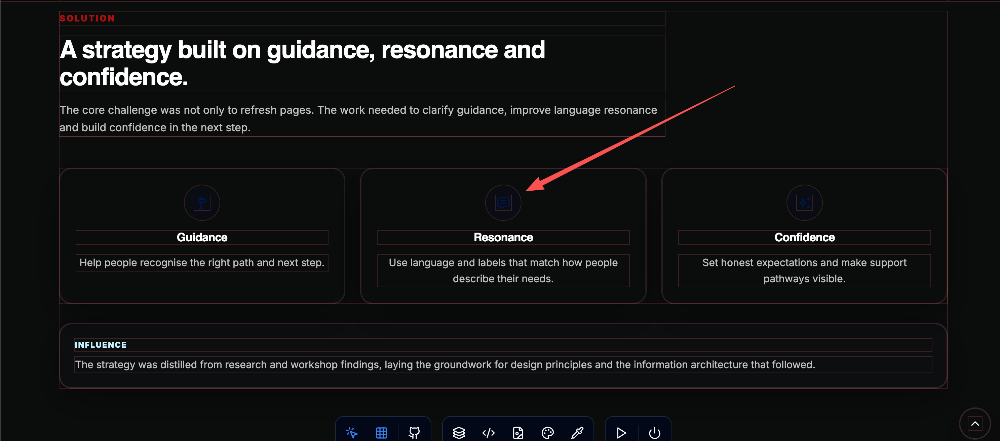 SOLUTION
A strategy built on guidance, resonance and
confidence.
The core challenge was not only to refresh pages. The work needed to clarify guidance, improve language resonance
and build confidence in the next step.
Guidance
Help people recognise the right path and next step.
Resonance
Use language and labels that match how people
describe their needs.
Confidence
Set honest expectations and make support
pathways visible.
INFLUENCE
The strategy was distilled from research and workshop findings, laying the groundwork for design principles and the information architecture that followed.